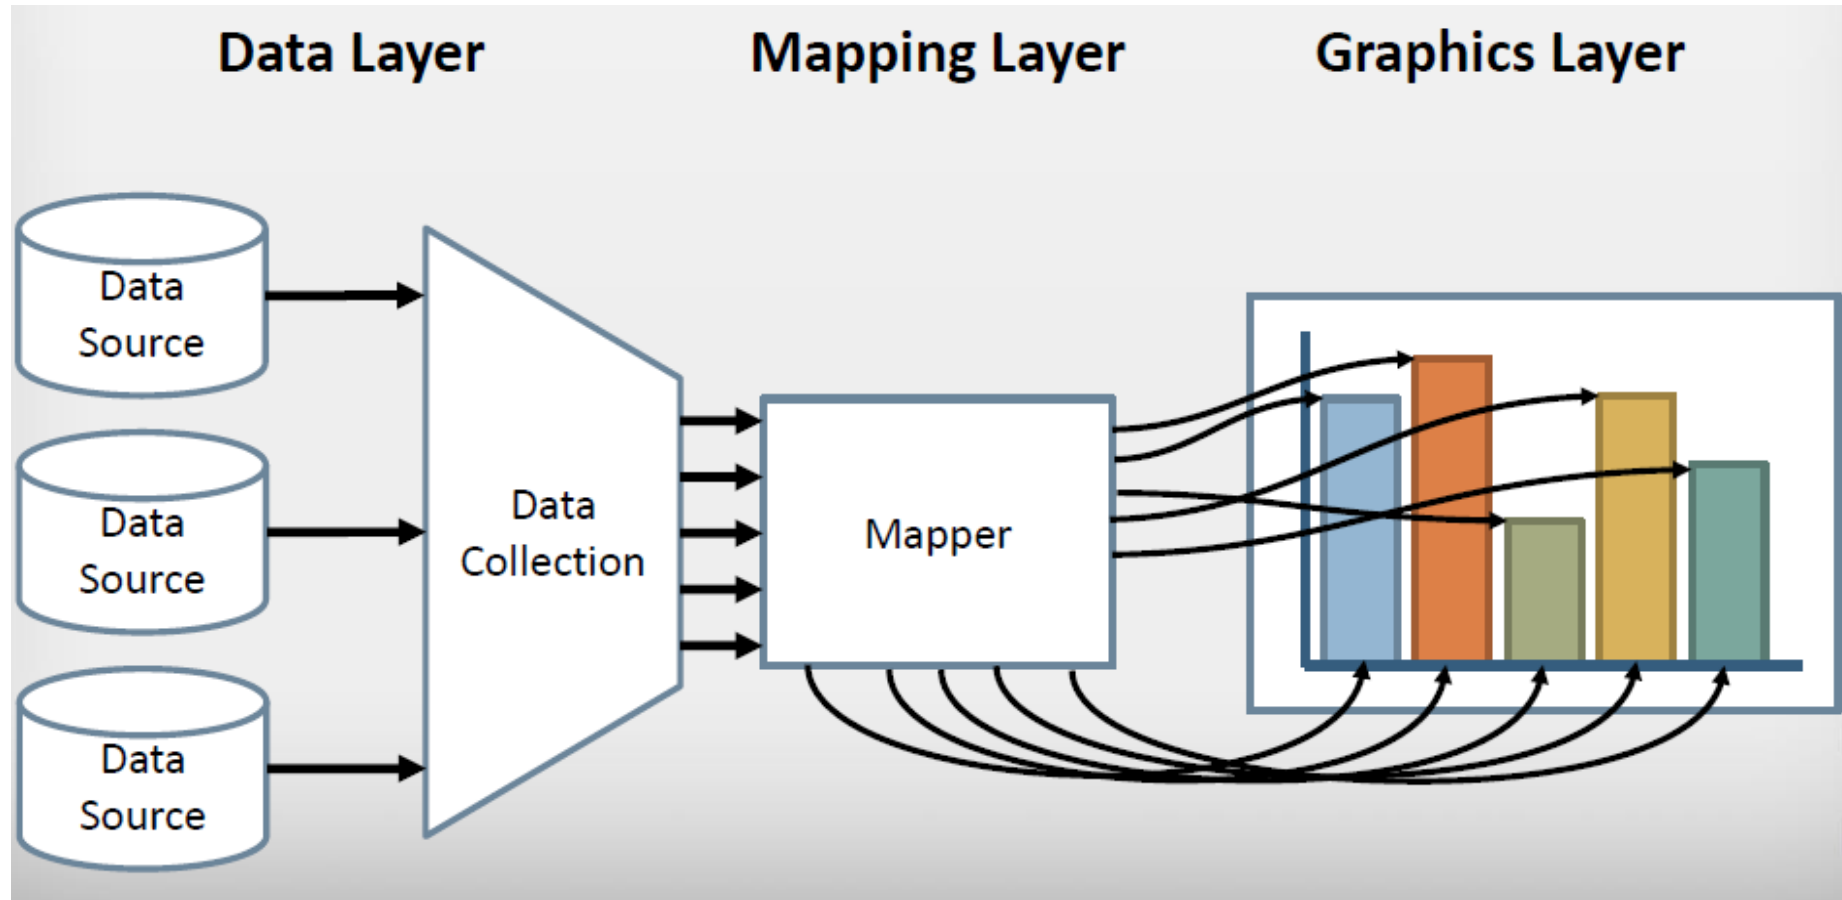 Data Layer
Mapping Layer
Graphics Layer
Data
Source
Data
Source
Data
Source
Data
Collection
Mapper